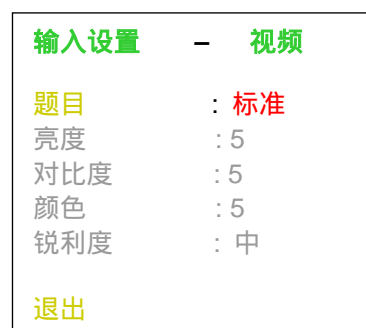 输入设置 – 视频
题目 : 标准
亮度 : 5
对比度 : 5
颜色 : 5
锐利度 : 中
退出